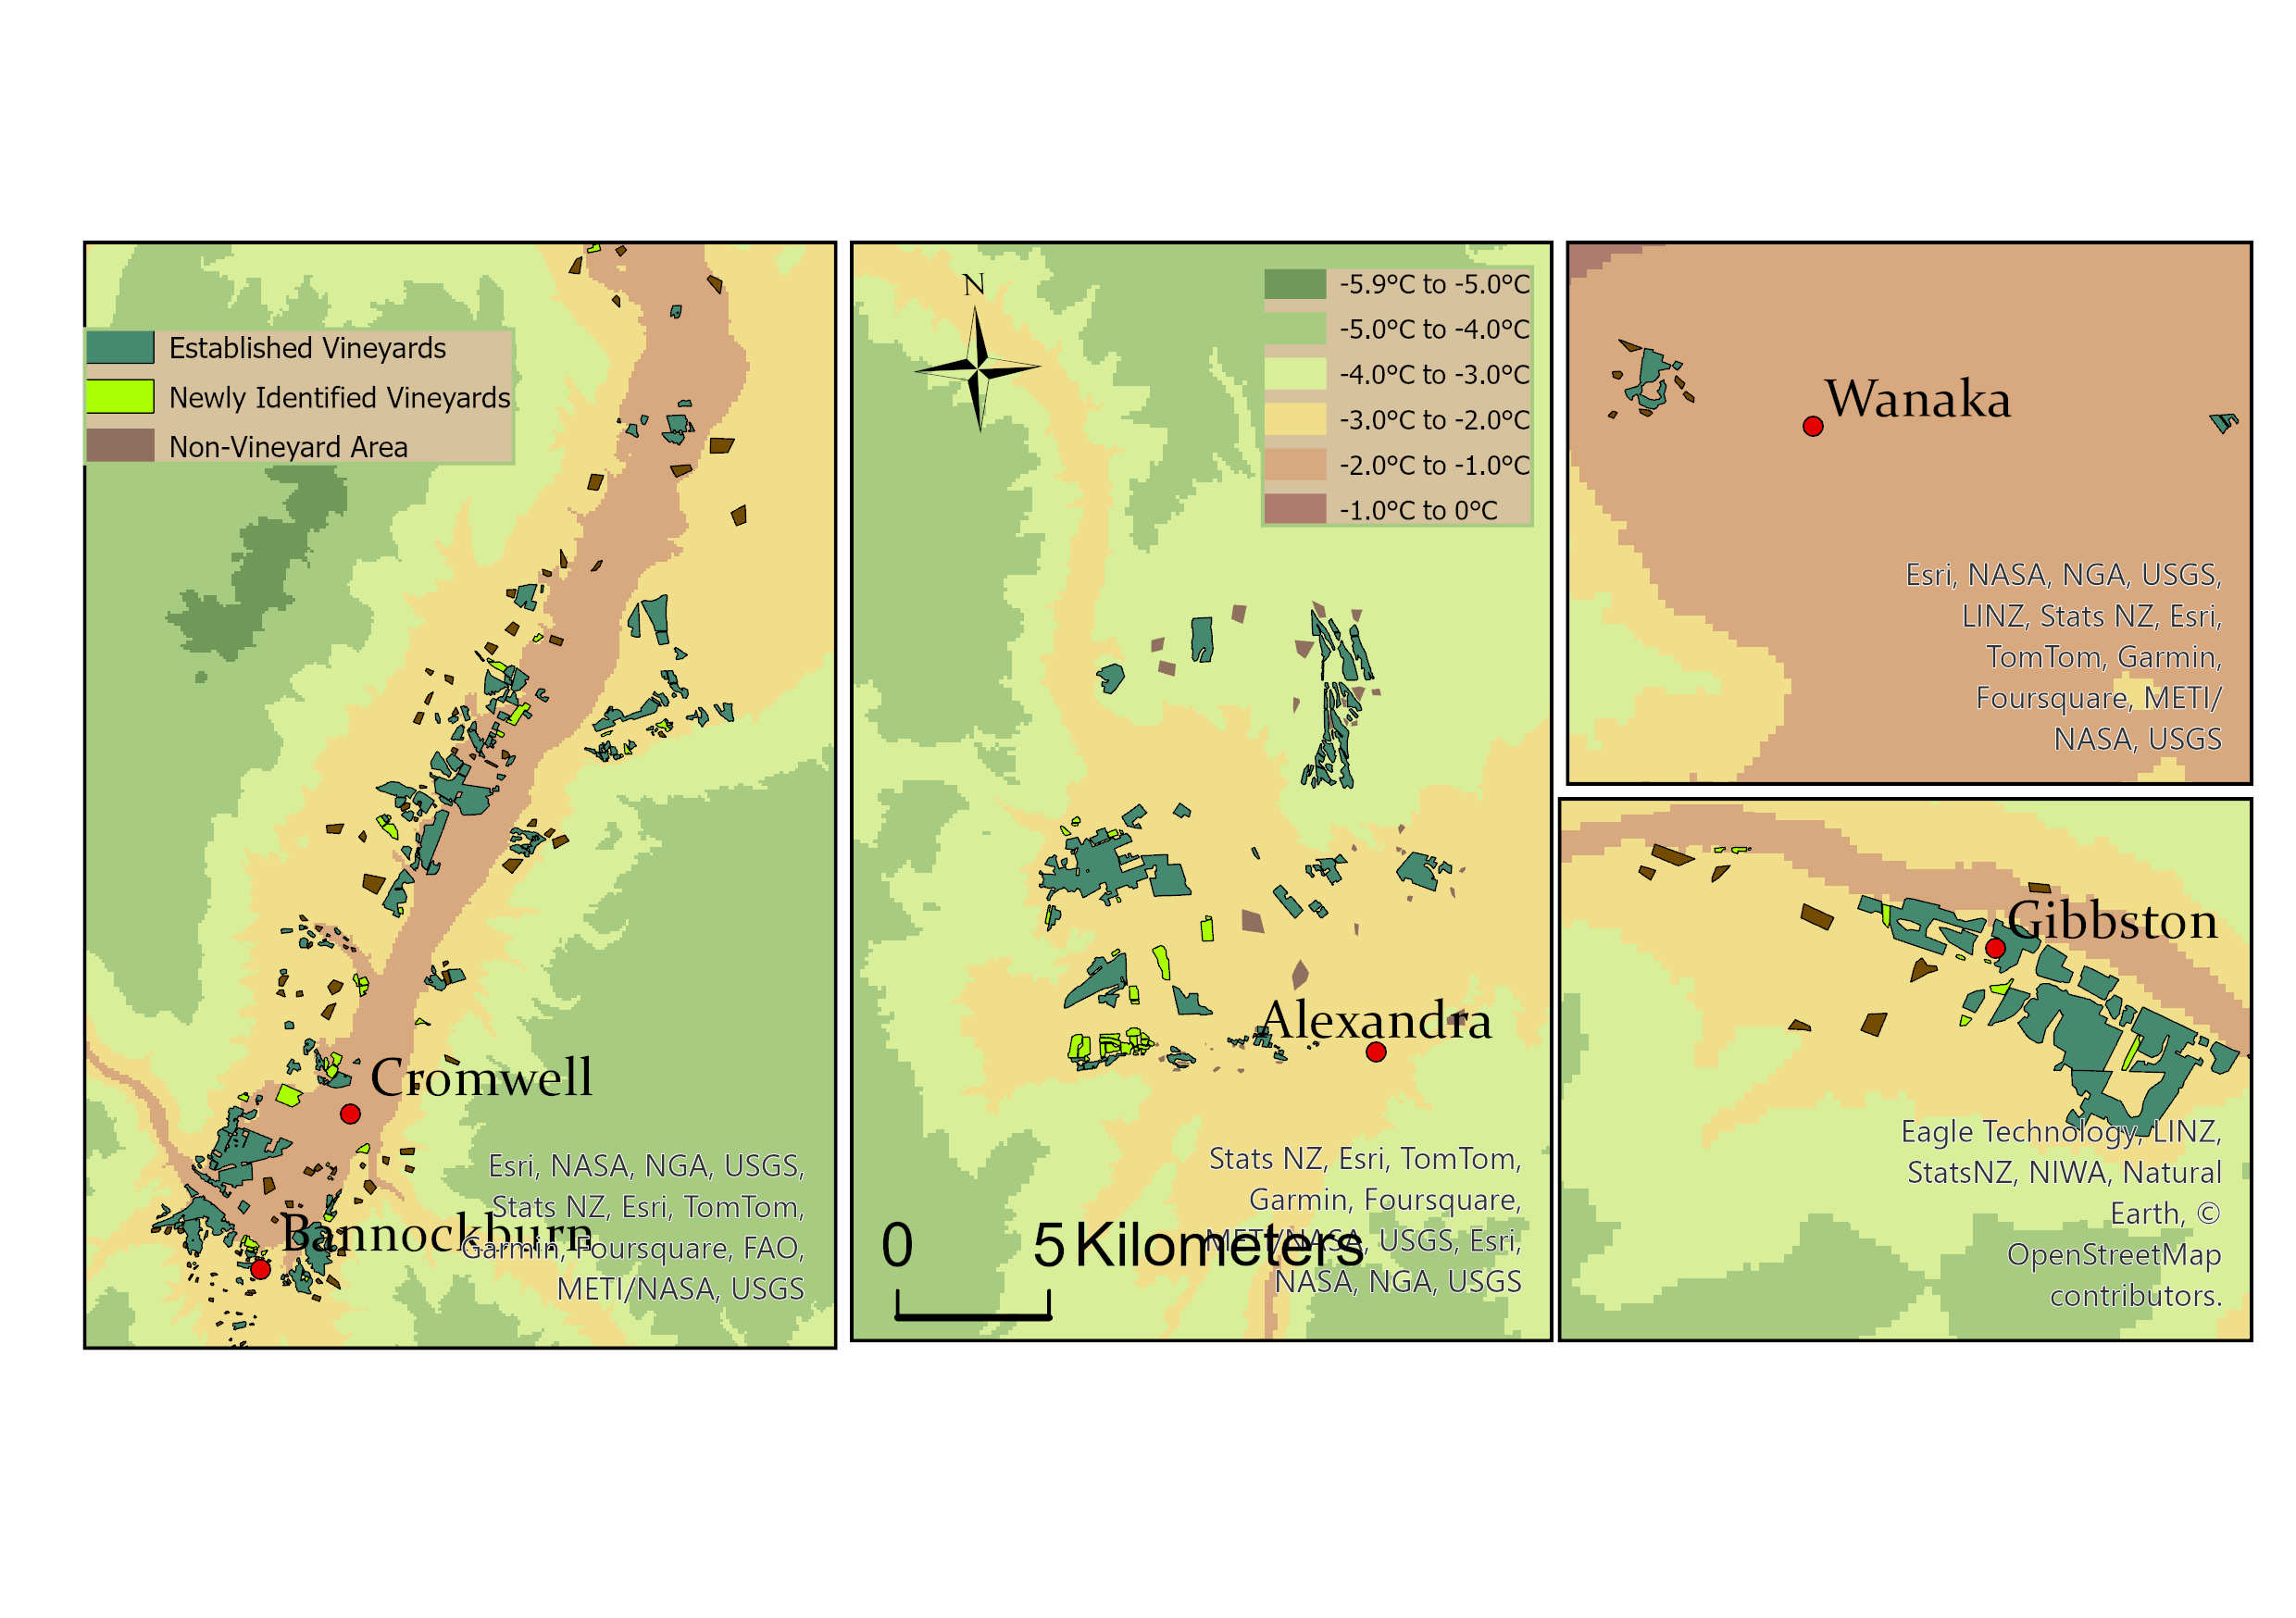 Established Vineyards
Newly Identified Vineyards
Non-Vineyard Area
Cromwell
Bannockburn
Esri, NASA, NGA, USGS,
Stats NZ, Esri, TomTom,
Garmin, Foursquare, FAO,
METI/NASA, USGS
N
-5.9°C to -5.0°C
-5.0°C to -4.0°C
-4.0°C to -3.0°C
-3.0°C to -2.0°C
-2.0°C to -1.0°C
-1.0°C to 0°C
Alexandra
Stats NZ, Esri, TomTom,
Garmin, Foursquare,
METI/NASA, USGS, Esri,
NASA, NGA, USGS
0 5 Kilometers
Wanaka
Esri, NASA, NGA, USGS,
LINZ, Stats NZ, Esri,
TomTom, Garmin,
Foursquare, METI/
NASA, USGS
Gibbston
Eagle Technology, LINZ,
StatsNZ, NIWA, Natural
Earth, ©
OpenStreetMap
contributors.